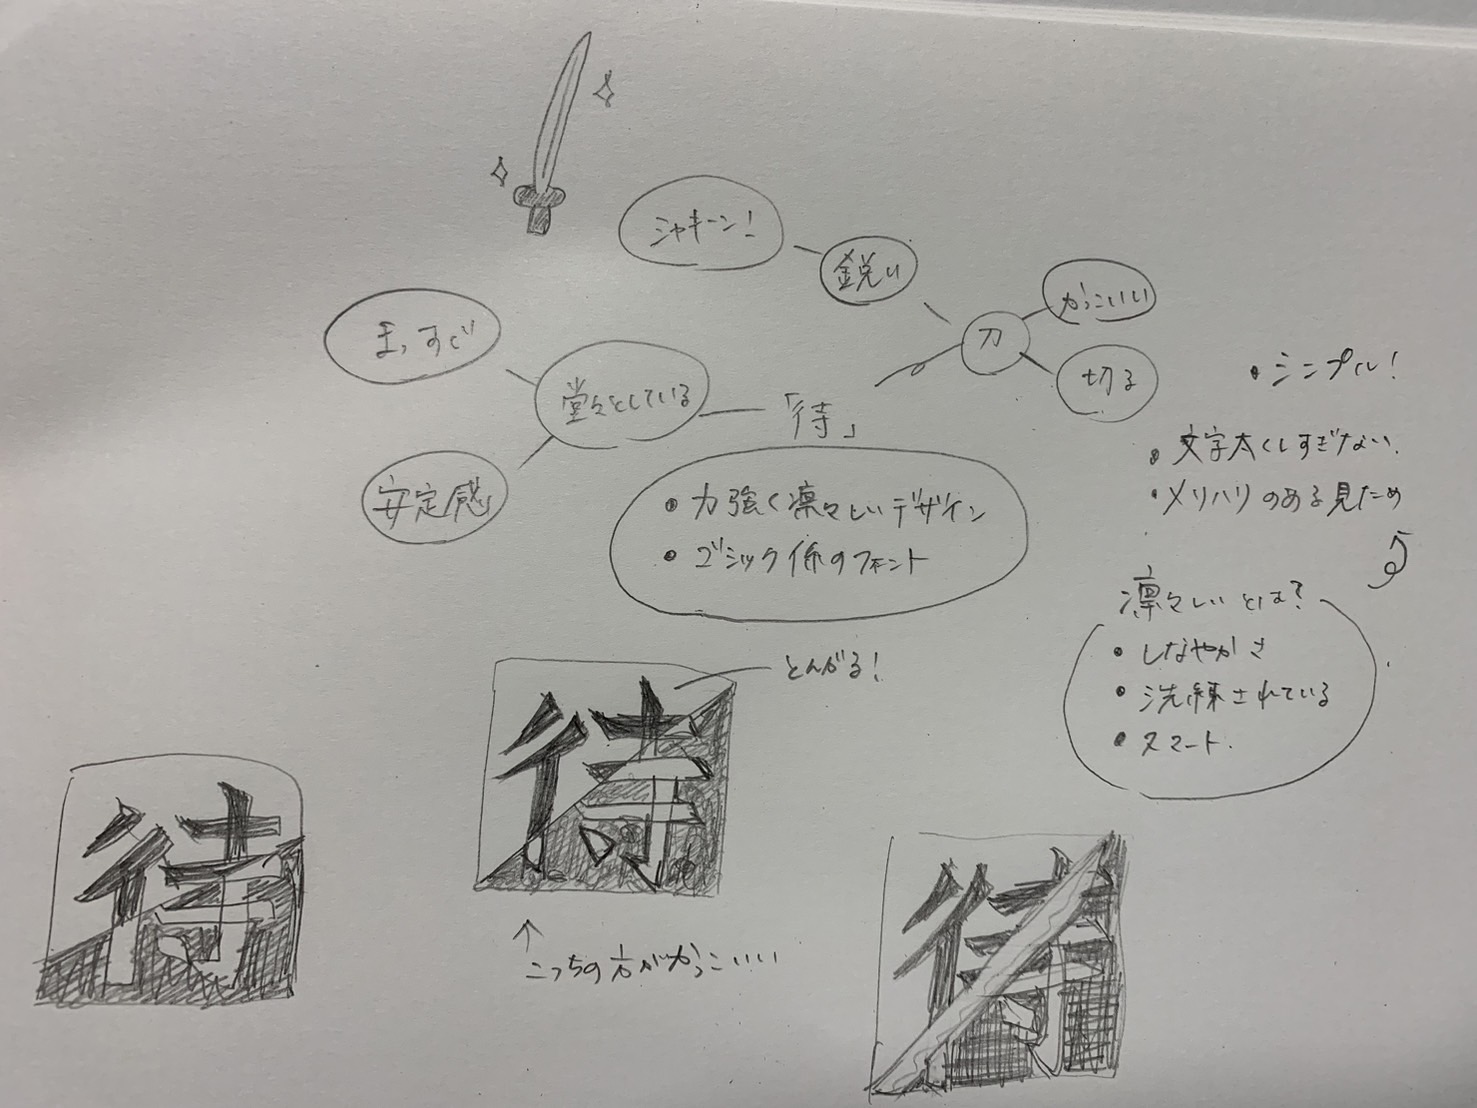 シャキーン!
鋭い
かっこいい
刀
切る
まっすぐ
堂々としている
「待」
安定感
・シンプル!
・文字太くしすぎない.
・メリハリのある見ため
・力強く凛々しいデザイン
・ゴシック係のフォント
凛々しいとは?
・しなやかさ
・洗練されている
・スマート.
とんがる!
待
待
待
↑
こっちの方がかっこいい